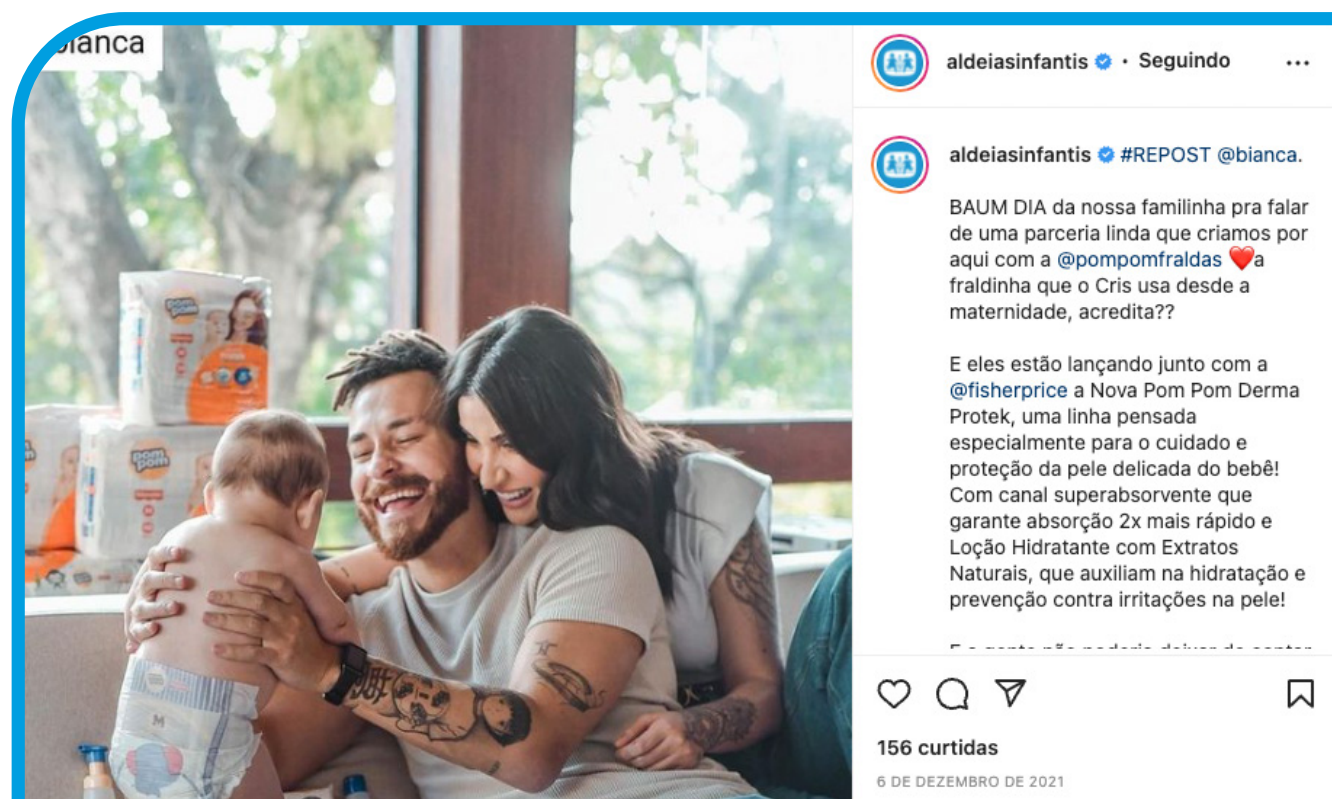 bianca
pom
pom
pom
pom
M
aldeiasinfantis · Seguindo
aldeiasinfantis #REPOST @bianca.
BAUM DIA da nossa familinha pra falar
de uma parceria linda que criamos por
aqui com a @pompomfraldas ❤️a
fraldinha que o Cris usa desde a
maternidade, acredita??
E eles estão lançando junto com a
@fisherprice a Nova Pom Pom Derma
Protek, uma linha pensada
especialmente para o cuidado e
proteção da pele delicada do bebê!
Com canal superabsorvente que
garante absorção 2x mais rápido e
Loção Hidratante com Extratos
Naturais, que auxiliam na hidratação e
prevenção contra irritações na pele!
156 curtidas
6 DE DEZEMBRO DE 2021